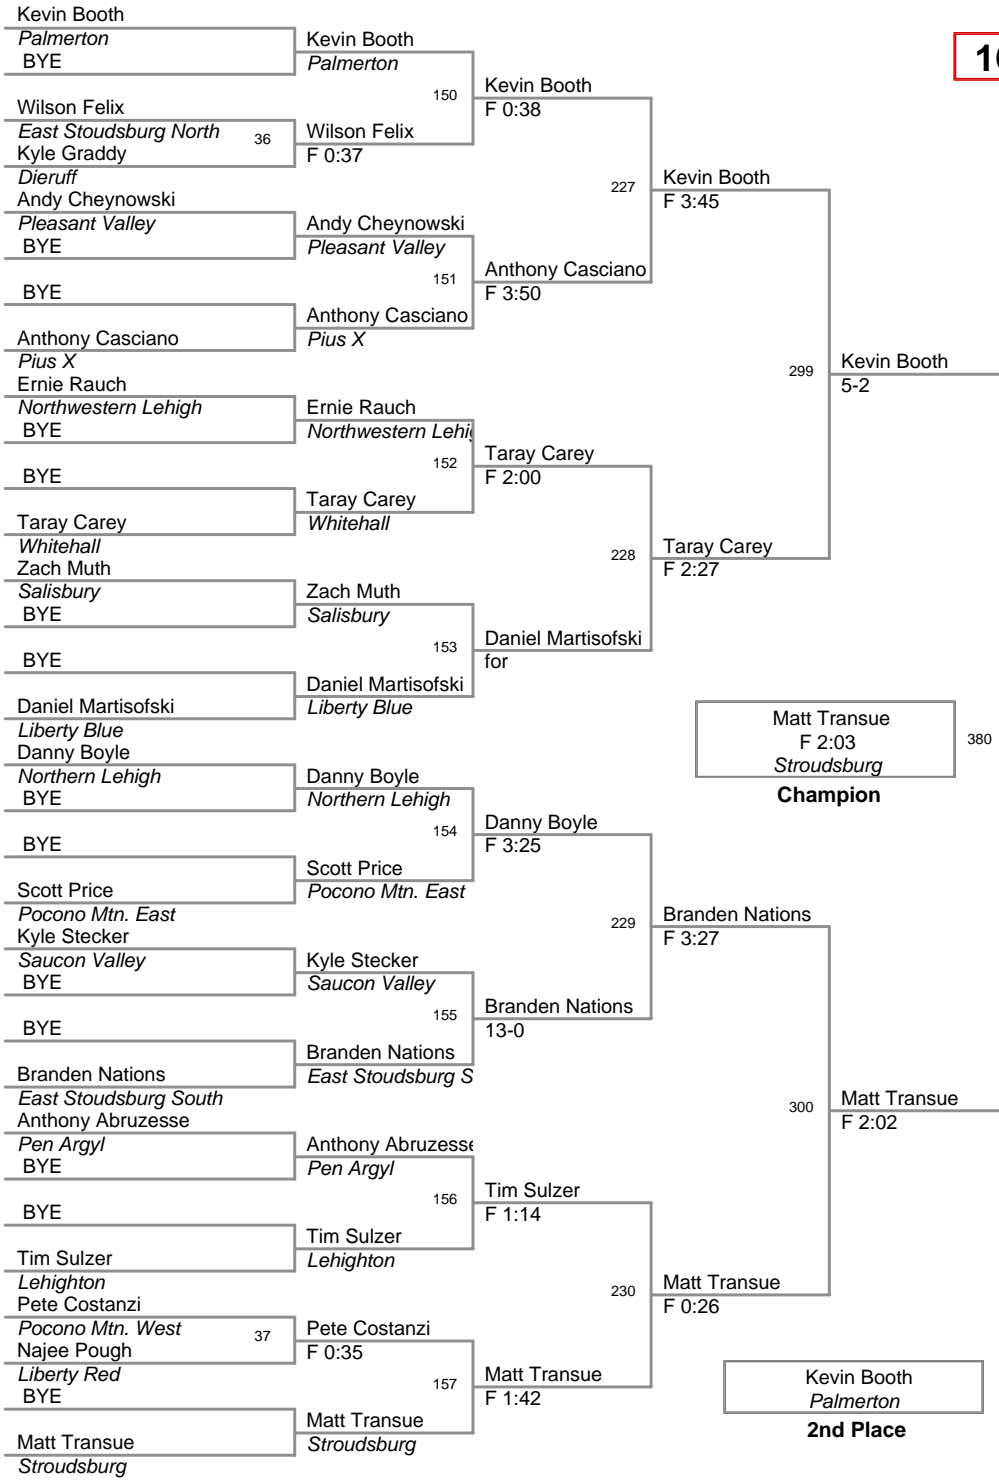 Kevin Booth
Palmerton
BYE
Wilson Felix
East Stoudsburg North
36
Kyle Graddy
Dieruff
Andy Cheynowski
Pleasant Valley
BYE
BYE
Anthony Casciano
Pius X
Ernie Rauch
Northwestern Lehigh
BYE
BYE
Taray Carey
Whitehall
Zach Muth
Salisbury
BYE
BYE
Daniel Martisofski
Liberty Blue
Danny Boyle
Northern Lehigh
BYE
BYE
Scott Price
Pocono Mtn. East
Kyle Stecker
Saucon Valley
BYE
BYE
Branden Nations
East Stoudsburg South
Anthony Abruzesse
Pen Argyl
BYE
BYE
Tim Sulzer
Lehighton
Pete Costanzi
Pocono Mtn. West
37
Najee Pough
Liberty Red
BYE
Matt Transue
Stroudsburg
Kevin Booth
Palmerton
150
Wilson Felix
F 0:37
Andy Cheynowski
Pleasant Valley
151
Anthony Casciano
Pius X
Ernie Rauch
Northwestern Lehi
152
Taray Carey
Whitehall
Zach Muth
Salisbury
153
Daniel Martisofski
Liberty Blue
Danny Boyle
Northern Lehigh
154
Scott Price
Pocono Mtn. East
Kyle Stecker
Saucon Valley
155
Branden Nations
East Stoudsburg S
Anthony Abruzesse
Pen Argyl
156
Tim Sulzer
Lehighton
Pete Costanzi
F 0:35
157
Matt Transue
Stroudsburg
Kevin Booth
F 0:38
227
Anthony Casciano
F 3:50
Taray Carey
F 2:00
228
Daniel Martisofski
for
Danny Boyle
F 3:25
229
Branden Nations
13-0
Tim Sulzer
F 1:14
230
Matt Transue
F 1:42
Kevin Booth
F 3:45
299
Taray Carey
F 2:27
Branden Nations
F 3:27
300
Matt Transue
F 0:26
Kevin Booth
5-2
Matt Transue
F 2:02
Matt Transue
F 2:03
Stroudsburg
380
Champion
Kevin Booth
Palmerton
2nd Place